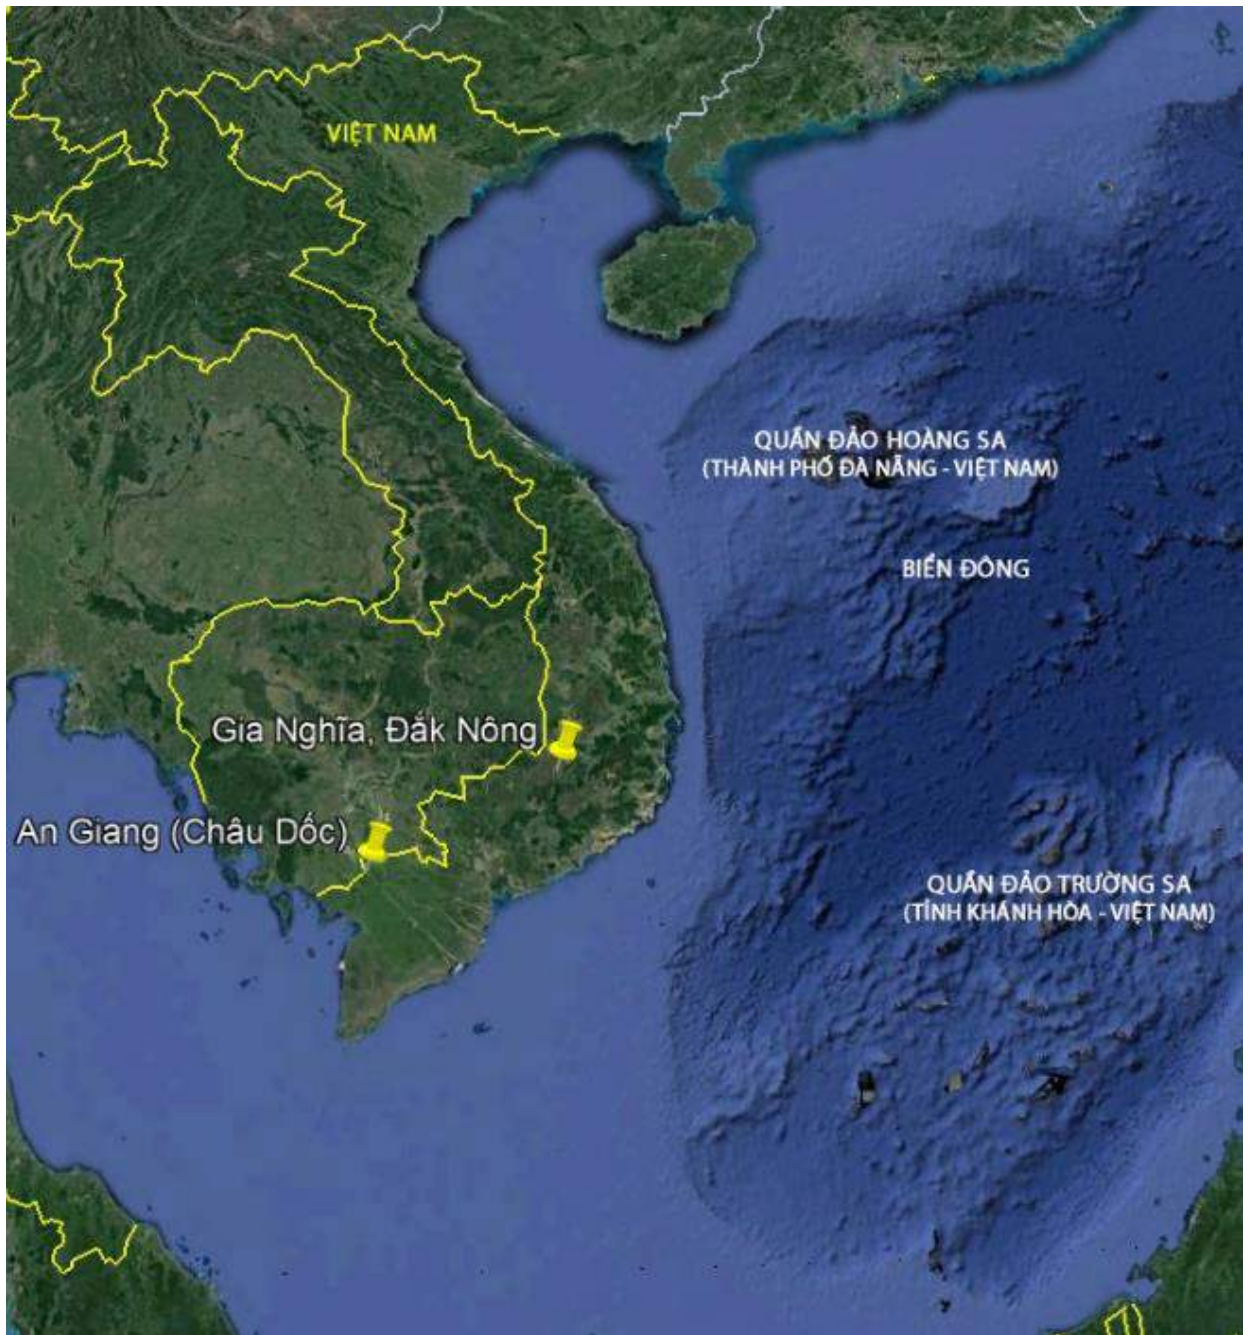 VIỆT NAM
QUẦN ĐẢO HOÀNG SA
(THÀNH PHỐ ĐÀ NẴNG - VIỆT NAM)
BIỂN ĐÔNG
Gia Nghĩa, Đắk Nông
An Giang (Châu Dốc)
QUẦN ĐẢO TRƯỜNG SA
(TỈNH KHÁNH HÒA - VIỆT NAM)